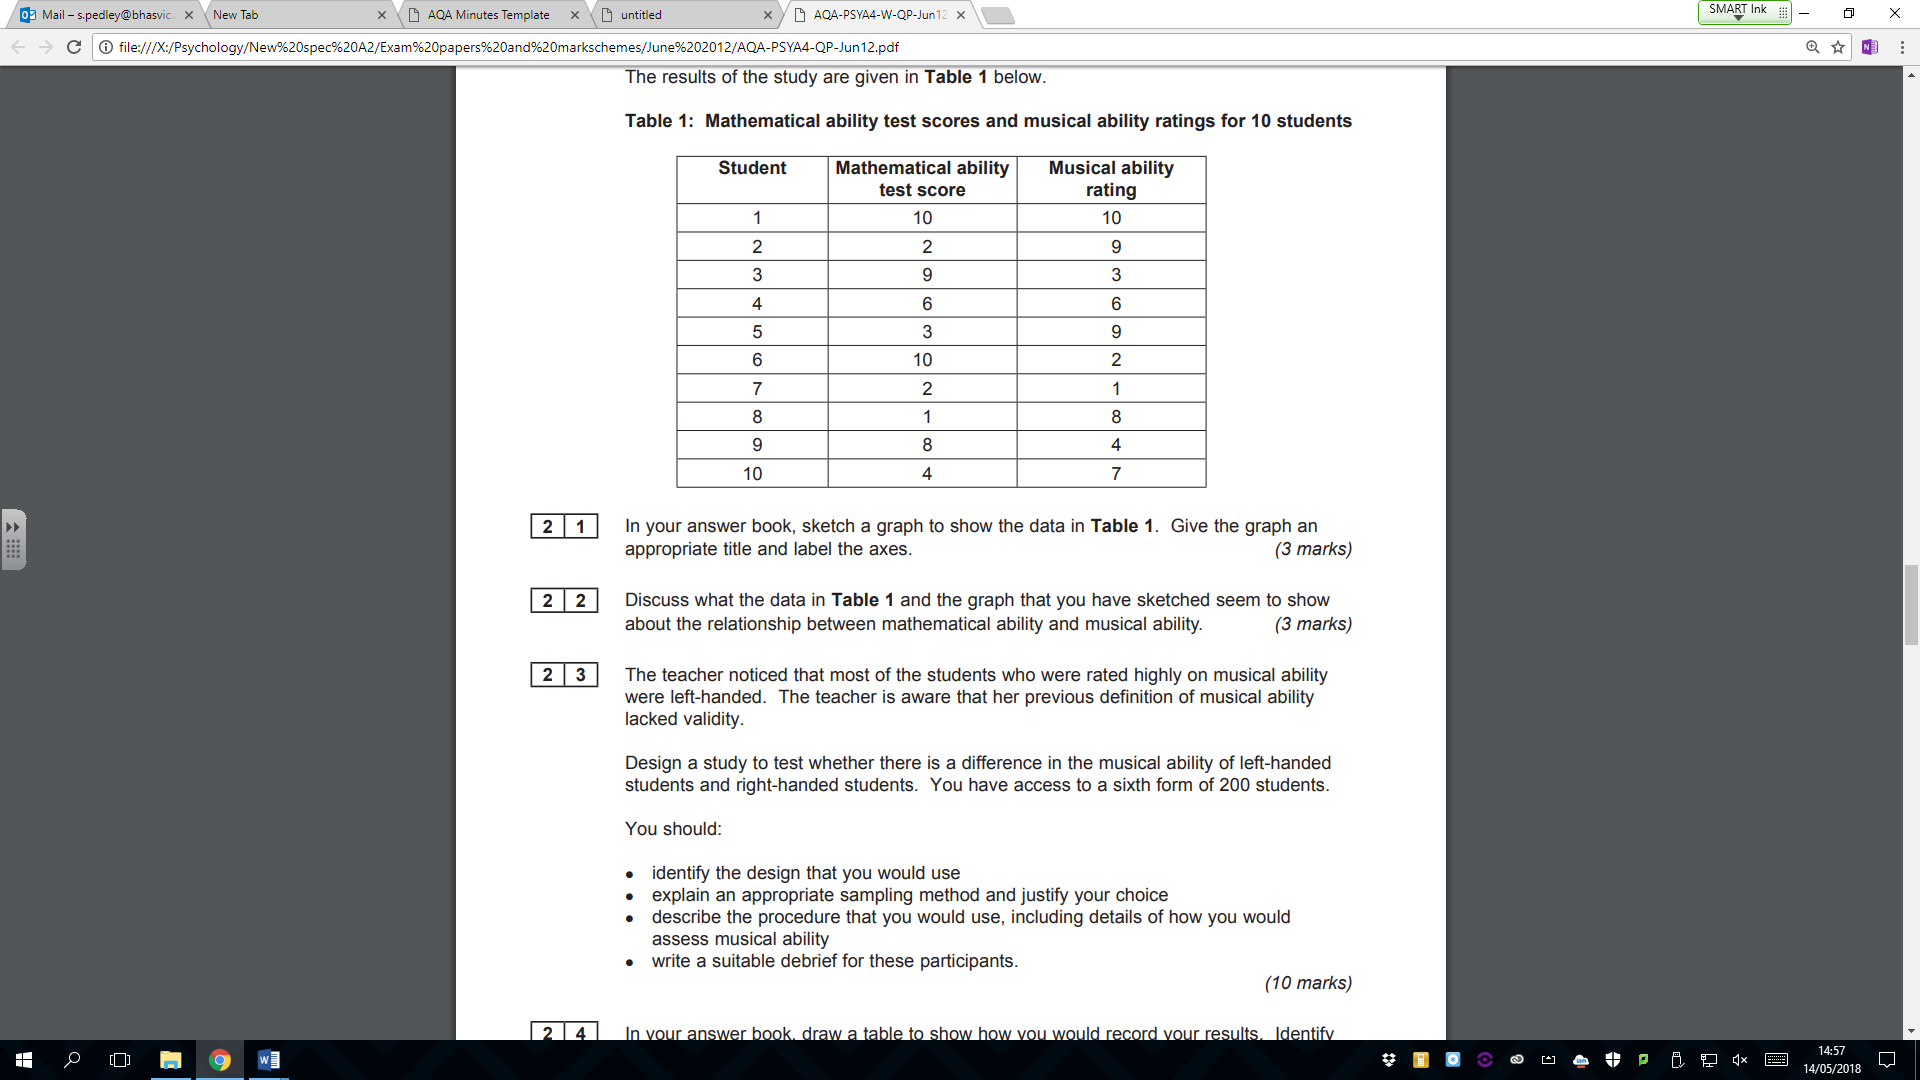 Mail – s.pedley@bhasvic.
New Tab
AQA Minutes Template
untitled
AQA-PSYA4-W-QP-Jun12
SMART Ink
file:///X:/Psychology/New%20spec%20A2/Exam%20papers%20and%20markschemes/June%202012/AQA-PSYA4-QP-Jun12.pdf
The results of the study are given in Table 1 below.
Table 1: Mathematical ability test scores and musical ability ratings for 10 students
Student Mathematical ability Musical ability
test score rating
1 10 10
2 2 9
3 9 3
4 6 6
5 3 9
6 10 2
7 2 1
8 1 8
9 8 4
10 4 7
2 1 In your answer book, sketch a graph to show the data in Table 1. Give the graph an
appropriate title and label the axes. (3 marks)
2 2 Discuss what the data in Table 1 and the graph that you have sketched seem to show
about the relationship between mathematical ability and musical ability. (3 marks)
2 3 The teacher noticed that most of the students who were rated highly on musical ability
were left-handed. The teacher is aware that her previous definition of musical ability
lacked validity.
Design a study to test whether there is a difference in the musical ability of left-handed
students and right-handed students. You have access to a sixth form of 200 students.
You should:
• identify the design that you would use
• explain an appropriate sampling method and justify your choice
• describe the procedure that you would use, including details of how you would
assess musical ability
• write a suitable debrief for these participants.
(10 marks)
2 4 In your answer book, draw a table to show how you would record your results. Identify
14:57
14/05/2018